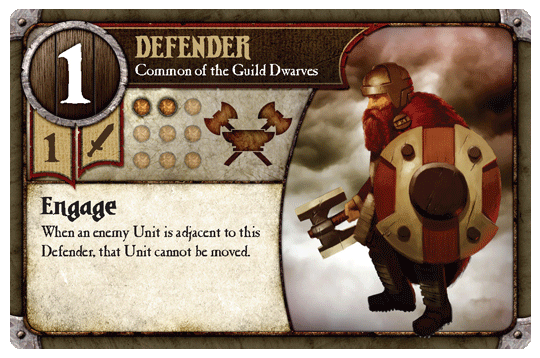 1
DEFENDER
Common of the Guild Dwarves
1
Engage
When an enemy Unit is adjacent to this
Defender, that Unit cannot be moved.